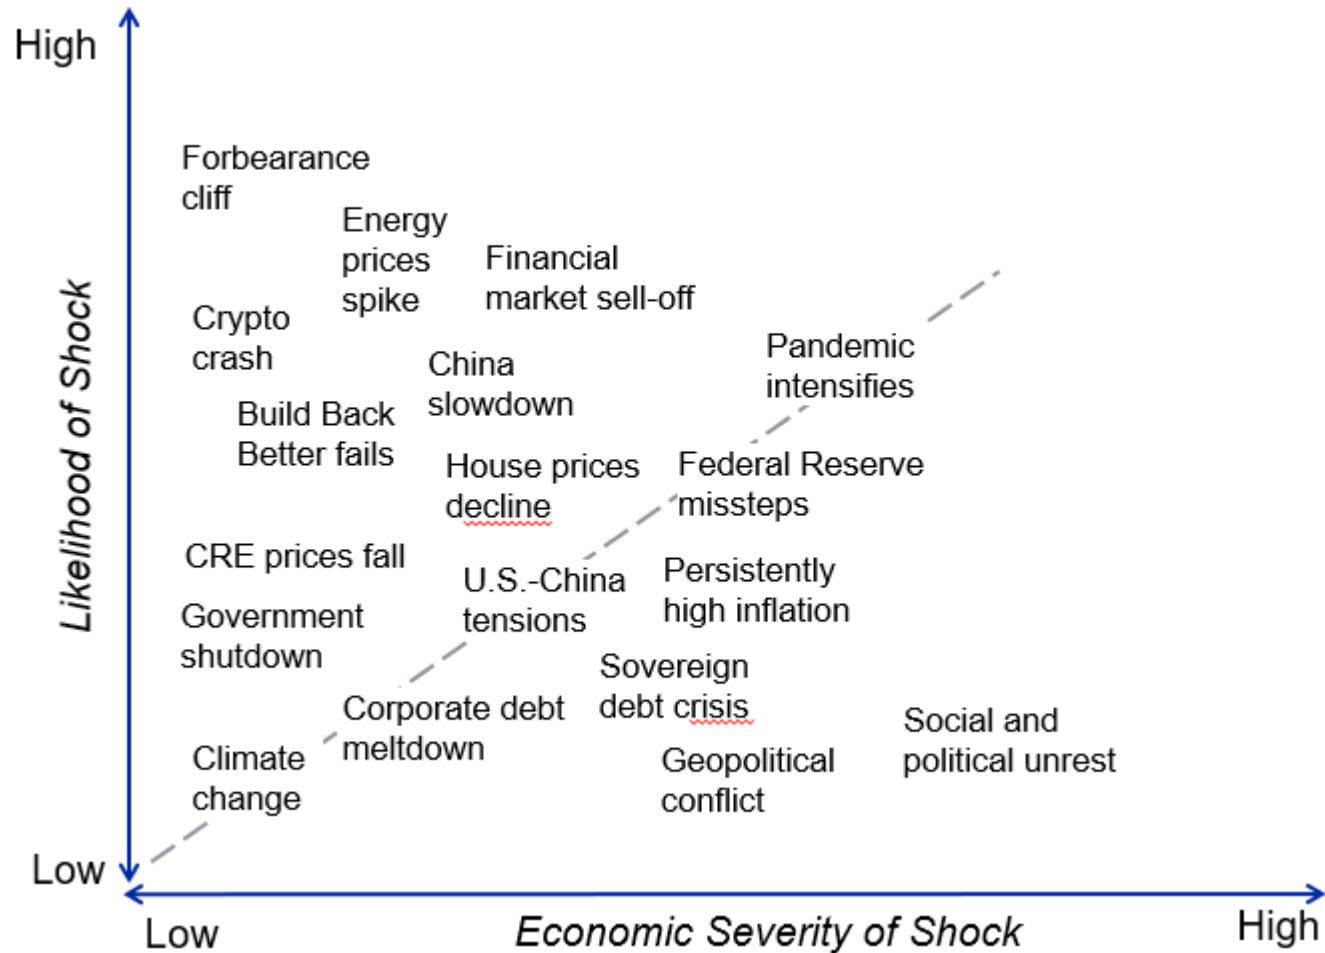 High
Forbearance
cliff
Energy
prices
spike
Financial
market sell-off
Crypto
crash
China
slowdown
Pandemic
intensifies
Build Back
Better fails
House prices
decline
Federal Reserve
missteps
CRE prices fall
U.S.-China
tensions
Persistently
high inflation
Government
shutdown
Sovereign
debt crisis
Corporate debt
meltdown
Social and
political unrest
Climate
change
Geopolitical
conflict
Likelihood of Shock
Low
Low
Economic Severity of Shock
High